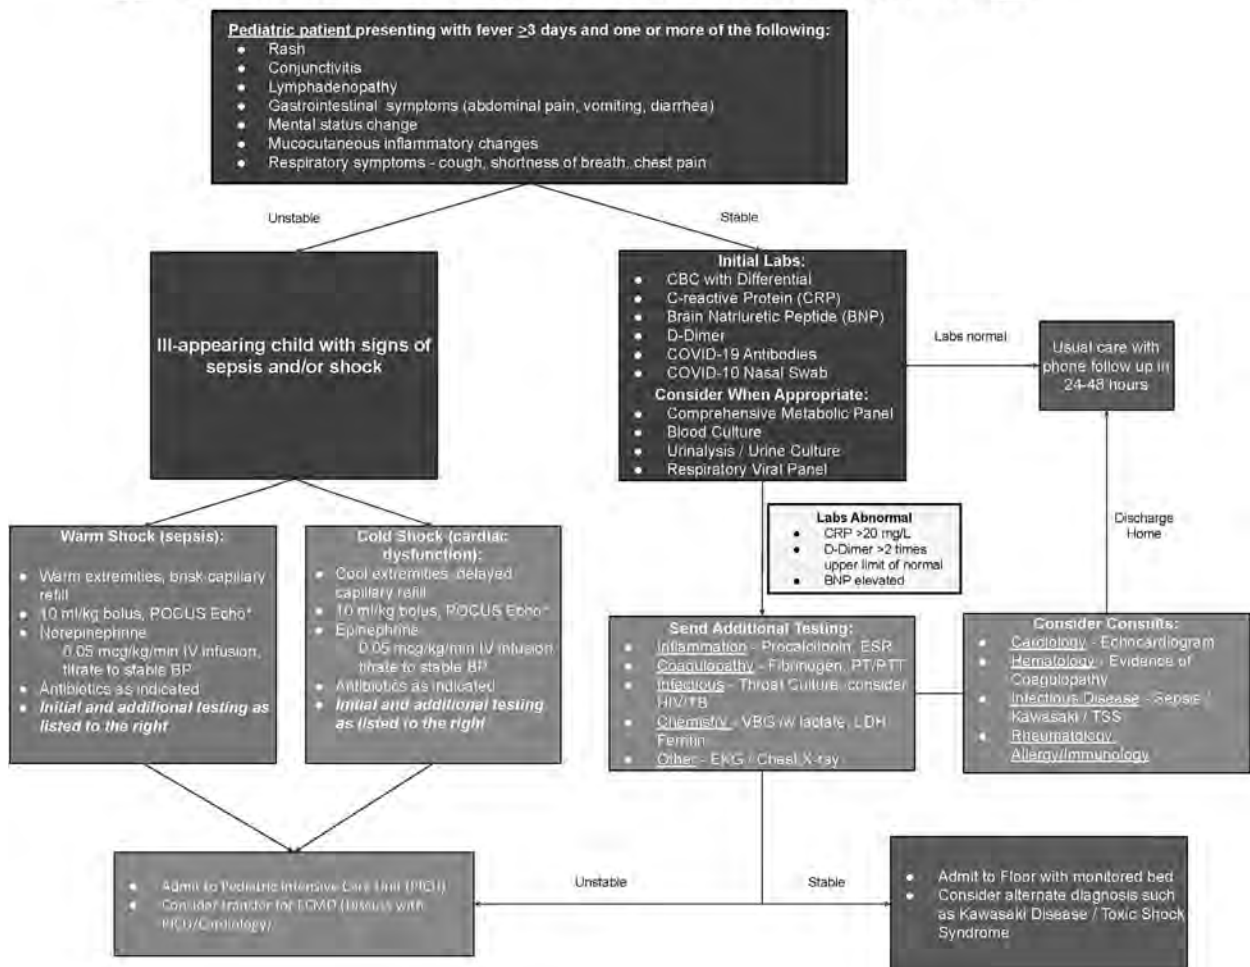 Pediatric patient presenting with fever ≥3 days and one or more of the following:
● Rash
● Conjunctivitis
● Lymphadenopathy
● Gastrointestinal symptoms (abdominal pain, vomiting, diarrhea)
● Mental status change
● Mucocutaneous inflammatory changes
● Respiratory symptoms - cough, shortness of breath, chest pain
Unstable
Stable
Ill-appearing child with signs of
sepsis and/or shock
Initial Labs:
● CBC with Differential
● C-reactive Protein (CRP)
● Brain Natriuretic Peptide (BNP)
● D-Dimer
● COVID-19 Antibodies
● COVID-10 Nasal Swab
Consider When Appropriate:
● Comprehensive Metabolic Panel
● Blood Culture
● Urinalysis / Urine Culture
● Respiratory Viral Panel
Labs normal
Usual care with
phone follow up in
24-48 hours
Labs Abnormal
● CRP >20 mg/L
● D-Dimer >2 times
upper limit of normal
● BNP elevated
Discharge
Home
Warm Shock (sepsis):
● Warm extremities, brisk capillary
refill
● 10 ml/kg bolus, POCUS Echo*
● Norepinephrine
0.05 mcg/kg/min IV infusion,
titrate to stable BP
● Antibiotics as indicated
● Initial and additional testing as
listed to the right
Cold Shock (cardiac
dysfunction):
● Cool extremities, delayed
capillary refill
● 10 ml/kg bolus, POCUS Echo*
● Epinephrine
0.05 mcg/kg/min IV infusion,
titrate to stable BP
● Antibiotics as indicated
● Initial and additional testing
as listed to the right
Send Additional Testing:
● Inflammation - Procalcitonin, ESR
● Coagulopathy - Fibrinogen, PT/PTT
● Infectious - Throat Culture, consider
HIV/TB
● Chemistry - VBG w/ lactate, LDH
Ferritin
● Other - EKG / Chest X-ray
Consider Consults:
● Cardiology - Echocardiogram
● Hematology - Evidence of
Coagulopathy
● Infectious Disease - Sepsis /
Kawasaki / TSS
● Rheumatology
● Allergy/Immunology
● Admit to Pediatric Intensive Care Unit (PICU)
● Consider transfer for ECMO (Discuss with
PICU/Cardiology)
Unstable
Stable
● Admit to Floor with monitored bed
● Consider alternate diagnosis such
as Kawasaki Disease / Toxic Shock
Syndrome